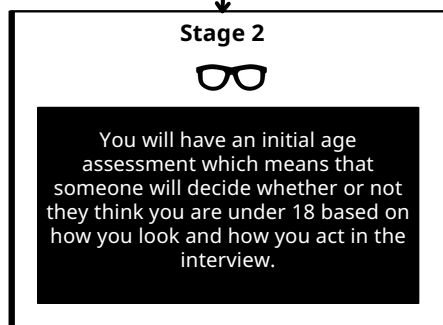 Stage 2
You will have an initial age
assessment which means that
someone will decide whether or not
they think you are under 18 based on
how you look and how you act in the
interview.